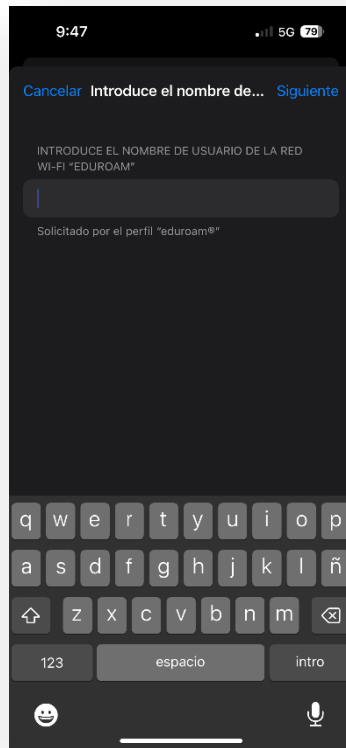 9:47
5G 79
Cancelar Introduce el nombre de... Siguiente
INTRODUCE EL NOMBRE DE USUARIO DE LA RED
WI-FI “EDUROAM”
Solicitado por el perfil “eduroam®”
q w e r t y u i o p
a s d f g h j k l ñ
z x c v b n m
123 espacio intro